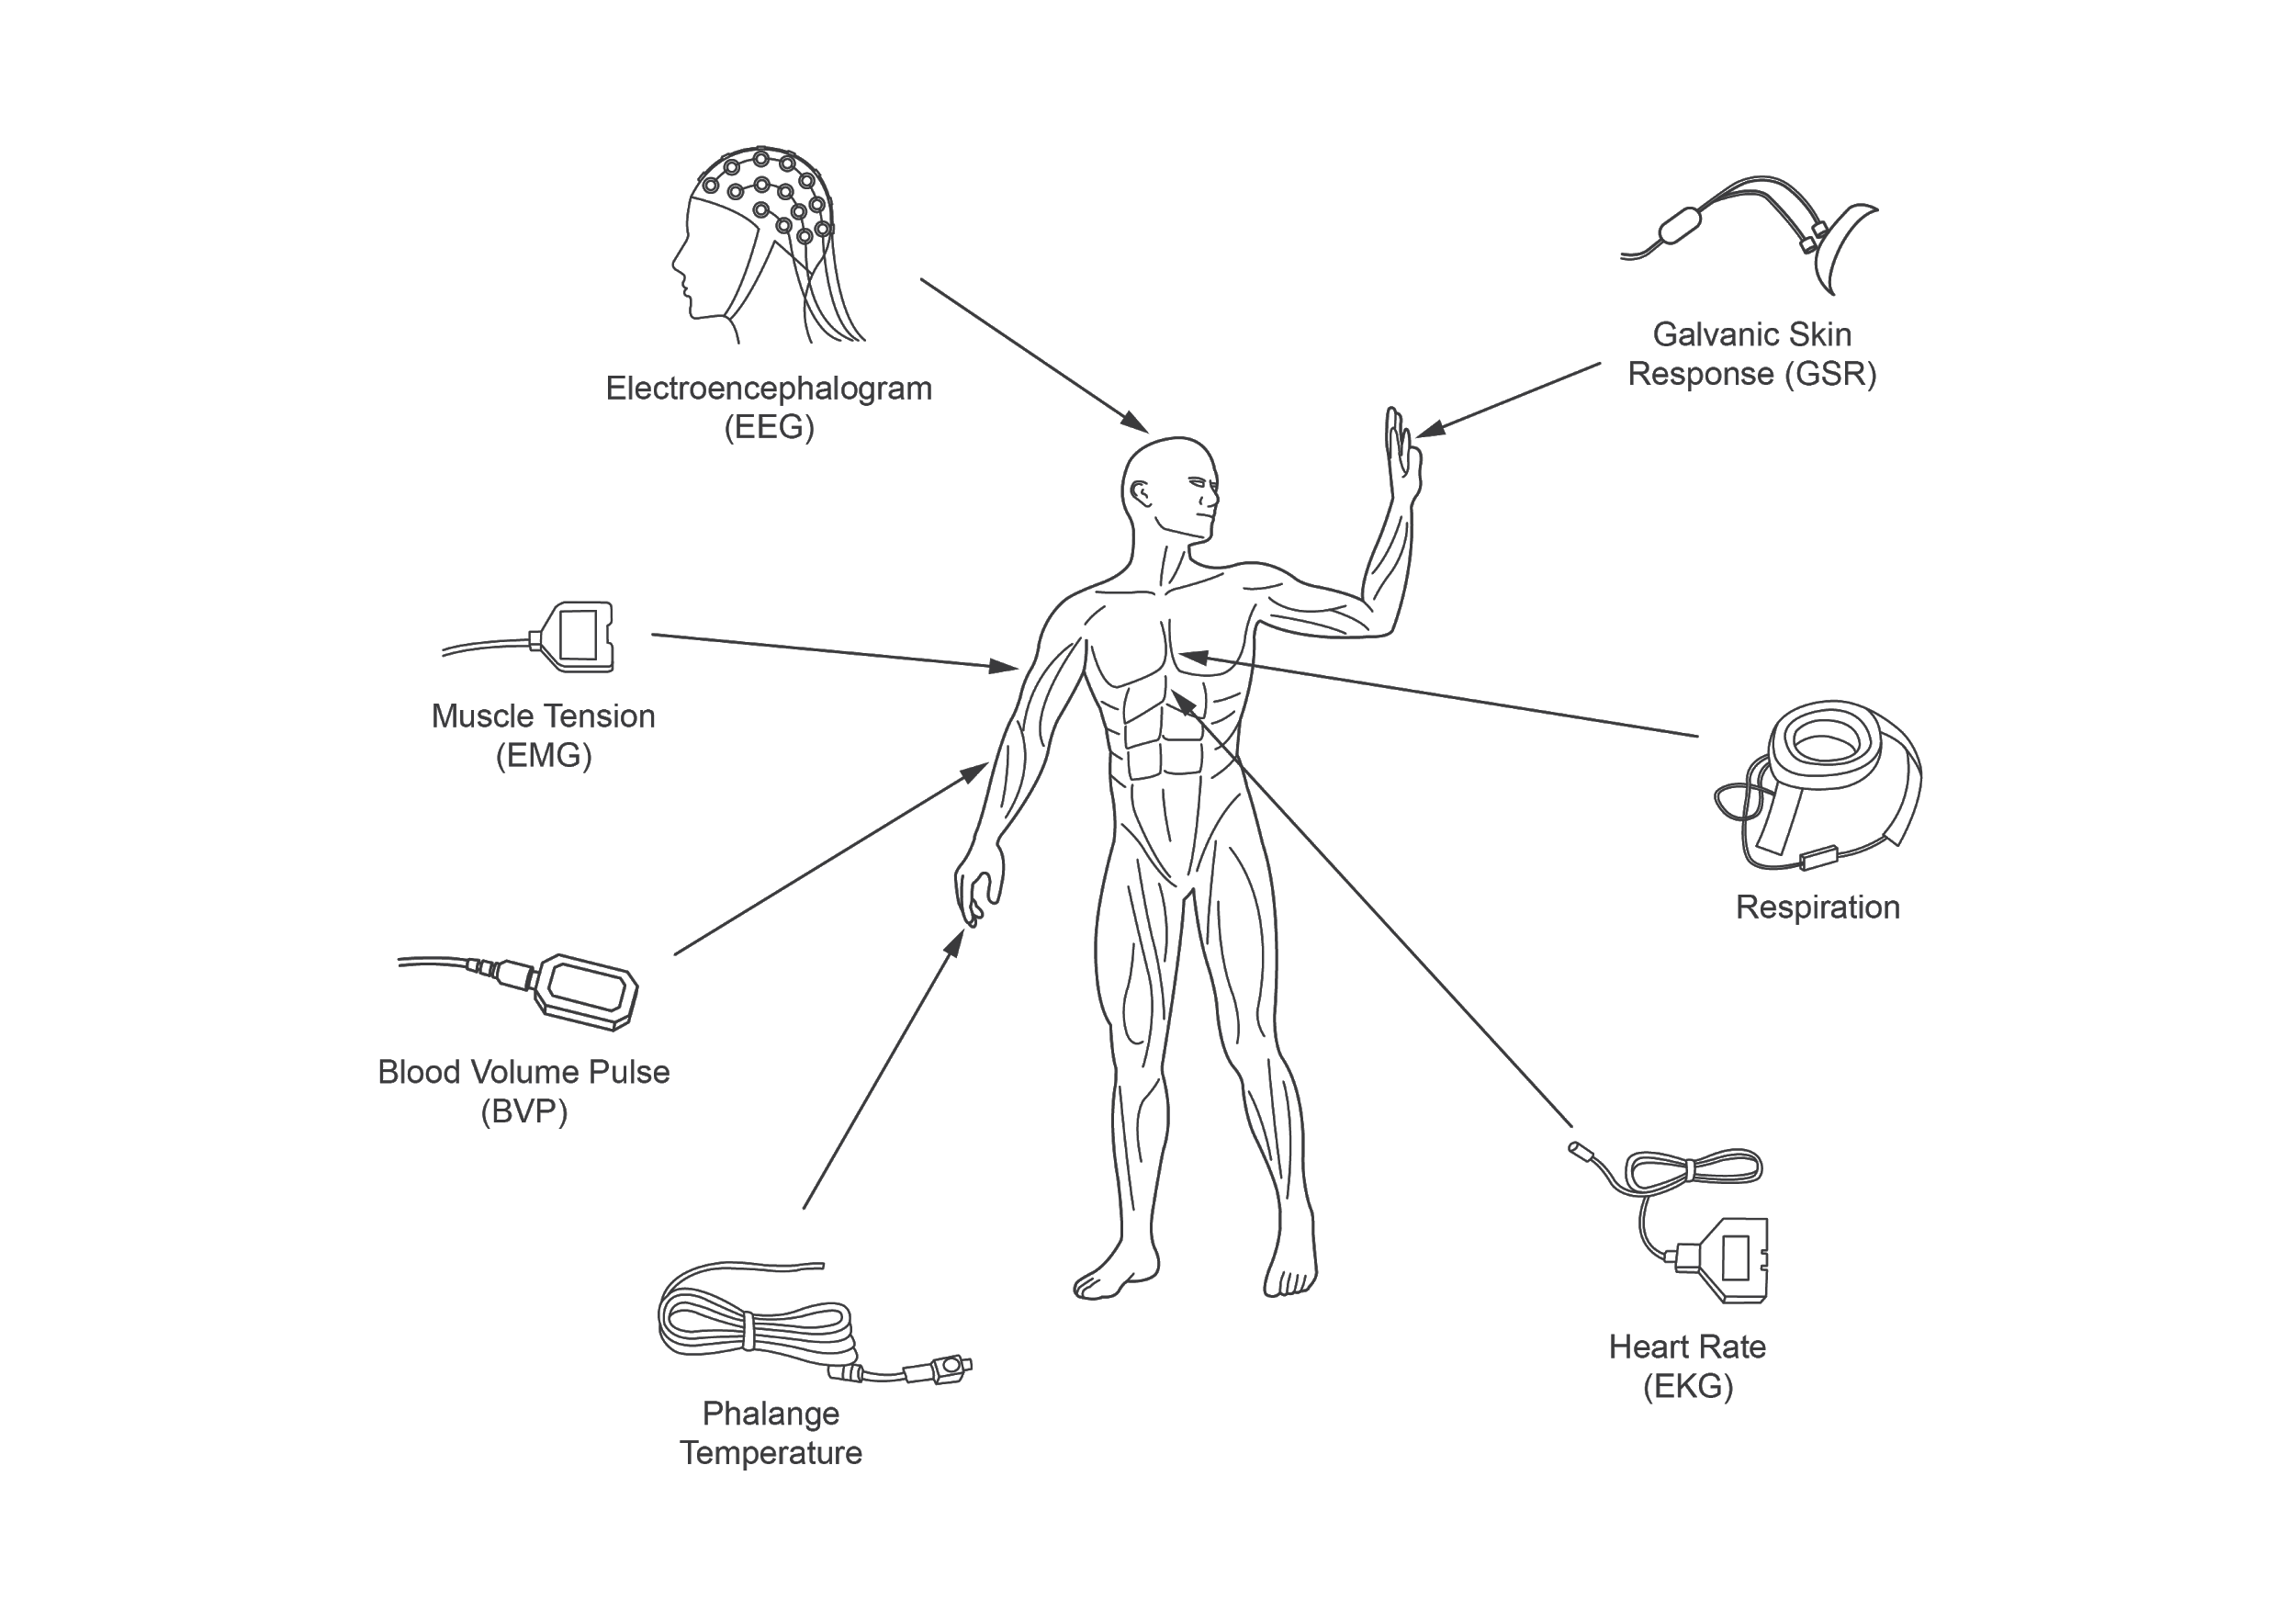 Electroencephalogram
(EEG)
Galvanic Skin
Response (GSR)
Muscle Tension
(EMG)
Respiration
Blood Volume Pulse
(BVP)
Heart Rate
(EKG)
Phalange
Temperature